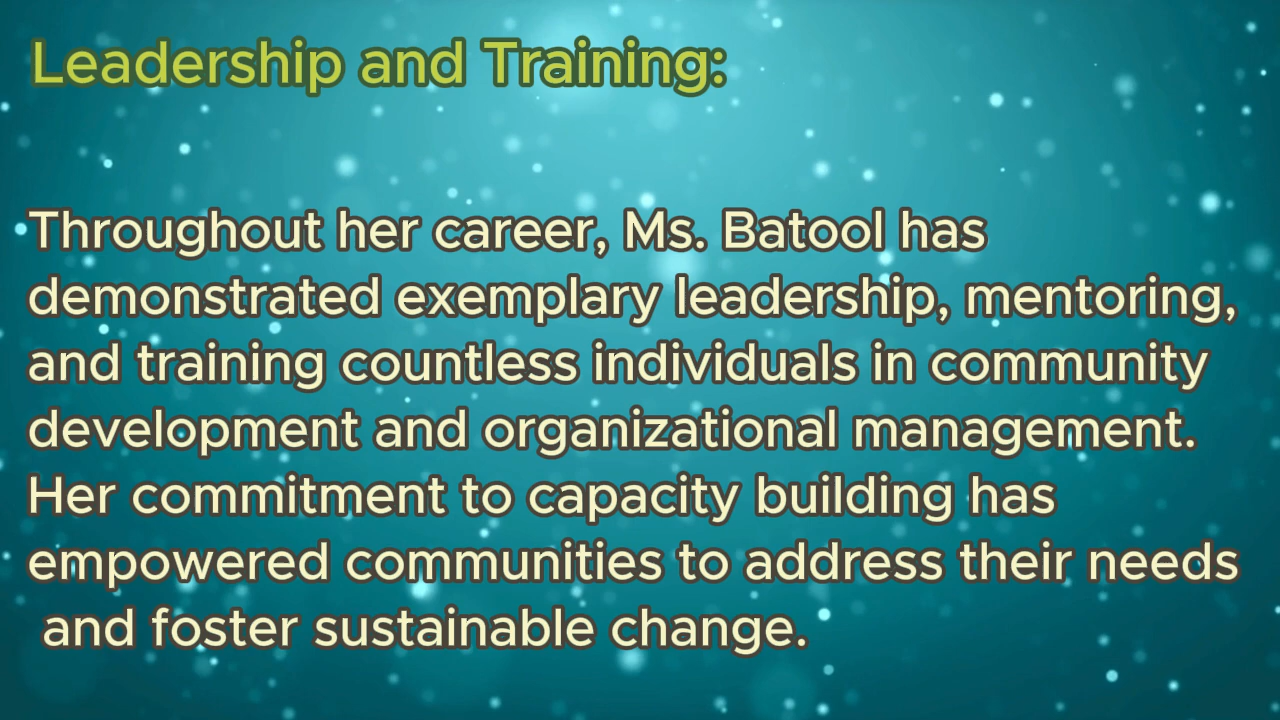 Leadership and Training:
Throughout her career, Ms. Batool has
demonstrated exemplary leadership, mentoring,
and training countless individuals in community
development and organizational management.
Her commitment to capacity building has
empowered communities to address their needs
and foster sustainable change.